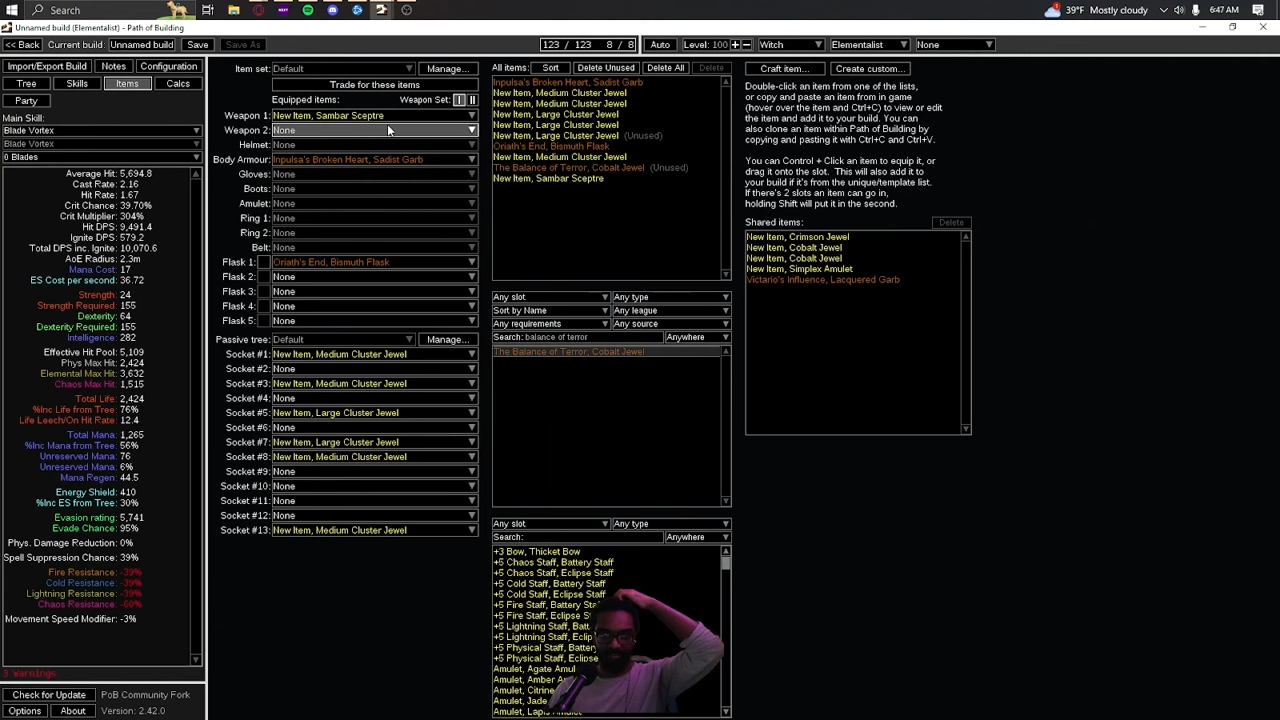 Search
39°F Mostly cloudy
6:47 AM
Unnamed build (Elementalist) - Path of Building
<< Back
Current build: Unnamed build
Save
Save As
123 / 123 8 / 8
Auto
Level: 100
Witch
Elementalist
None
Import/Export Build
Notes
Configuration
Tree
Skills
Items
Calcs
Party
Main Skill:
Blade Vortex
Blade Vortex
0 Blades
Average Hit: 5,694.8
Cast Rate: 2.16
Hit Rate: 1.67
Crit Chance: 39.70%
Crit Multiplier: 304%
Hit DPS: 9,491.4
Ignite DPS: 579.2
Total DPS inc. Ignite: 10,070.6
AoE Radius: 2.3m
Mana Cost: 17
ES Cost per second: 36.72
Strength: 24
Strength Required: 155
Dexterity: 64
Dexterity Required: 155
Intelligence: 282
Effective Hit Pool: 5,109
Phys Max Hit: 2,424
Elemental Max Hit: 3,632
Chaos Max Hit: 1,515
Total Life: 2,424
%Inc Life from Tree: 76%
Life Leech/On Hit Rate: 12.4
Total Mana: 1,265
%Inc Mana from Tree: 56%
Unreserved Mana: 76
Unreserved Mana: 6%
Mana Regen: 44.5
Energy Shield: 410
%Inc ES from Tree: 30%
Evasion rating: 5,741
Evade Chance: 95%
Phys. Damage Reduction: 0%
Spell Suppression Chance: 39%
Fire Resistance: -39%
Cold Resistance: -39%
Lightning Resistance: -39%
Chaos Resistance: -60%
Movement Speed Modifier: -3%
3 Warnings
Check for Update
PoB Community Fork
Options
About
Version: 2.42.0
Item set: Default
Manage...
Trade for these items
Equipped items:
Weapon Set: I II
Weapon 1: New Item, Sambar Sceptre
Weapon 2: None
Helmet: None
Body Armour: Inpulsa's Broken Heart, Sadist Garb
Gloves: None
Boots: None
Amulet: None
Ring 1: None
Ring 2: None
Belt: None
Flask 1: Oriath's End, Bismuth Flask
Flask 2: None
Flask 3: None
Flask 4: None
Flask 5: None
Passive tree: Default
Manage...
Socket #1: New Item, Medium Cluster Jewel
Socket #2: None
Socket #3: New Item, Medium Cluster Jewel
Socket #4: None
Socket #5: New Item, Large Cluster Jewel
Socket #6: None
Socket #7: New Item, Large Cluster Jewel
Socket #8: New Item, Medium Cluster Jewel
Socket #9: None
Socket #10: None
Socket #11: None
Socket #12: None
Socket #13: New Item, Medium Cluster Jewel
All items:
Sort
Delete Unused
Delete All
Delete
Inpulsa's Broken Heart, Sadist Garb
New Item, Medium Cluster Jewel
New Item, Medium Cluster Jewel
New Item, Large Cluster Jewel
New Item, Large Cluster Jewel
New Item, Large Cluster Jewel (Unused)
Oriath's End, Bismuth Flask
New Item, Medium Cluster Jewel
The Balance of Terror, Cobalt Jewel (Unused)
New Item, Sambar Sceptre
Any slot
Any type
Sort by Name
Any league
Any requirements
Any source
Search: balance of terror
Anywhere
The Balance of Terror, Cobalt Jewel
Any slot
Any type
Search:
Anywhere
+3 Bow, Thicket Bow
+5 Chaos Staff, Battery Staff
+5 Chaos Staff, Eclipse Staff
+5 Cold Staff, Battery Staff
+5 Cold Staff, Eclipse Staff
+5 Fire Staff, Battery Sta
+5 Fire Staff, Eclipse S
+5 Lightning Staff, Batt
+5 Lightning Staff, Eclip
+5 Physical Staff, Battery
+5 Physical Staff, Eclipse
Amulet, Agate Amul
Amulet, Amber A
Amulet, Citrine
Amulet, Jade
Amulet, Lapis
Craft item...
Create custom...
Double-click an item from one of the lists,
or copy and paste an item from in game
(hover over the item and Ctrl+C) to view or edit
the item and add it to your build. You can
also clone an item within Path of Building by
copying and pasting it with Ctrl+C and Ctrl+V.
You can Control + Click an item to equip it, or
drag it onto the slot. This will also add it to
your build if it's from the unique/template list.
If there's 2 slots an item can go in,
holding Shift will put it in the second.
Shared items:
Delete
New Item, Crimson Jewel
New Item, Cobalt Jewel
New Item, Cobalt Jewel
New Item, Simplex Amulet
Victario's Influence, Lacquered Garb